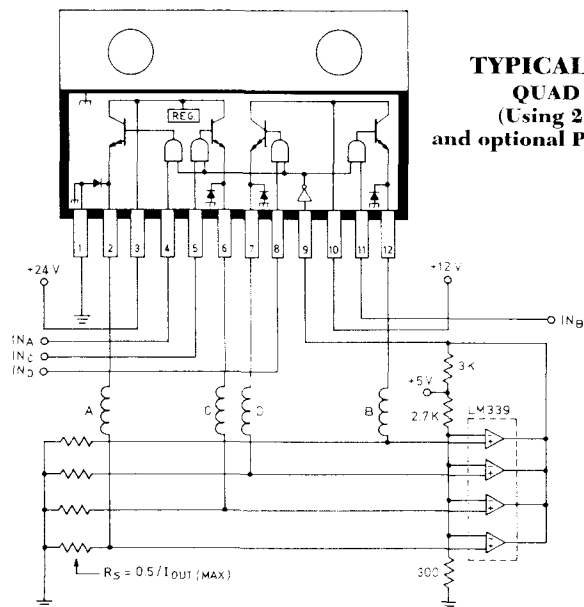 TYPICAL
QUAD
(Using 2
and optional P
REG.
1 2 3 4 5 6 7 8 9 10 11 12
+24 V
+12 V
INA
INC
IND
INB
3K
+5V
2.7K
LM339
A
C
D
B
300
RS = 0.5/IOUT (MAX)